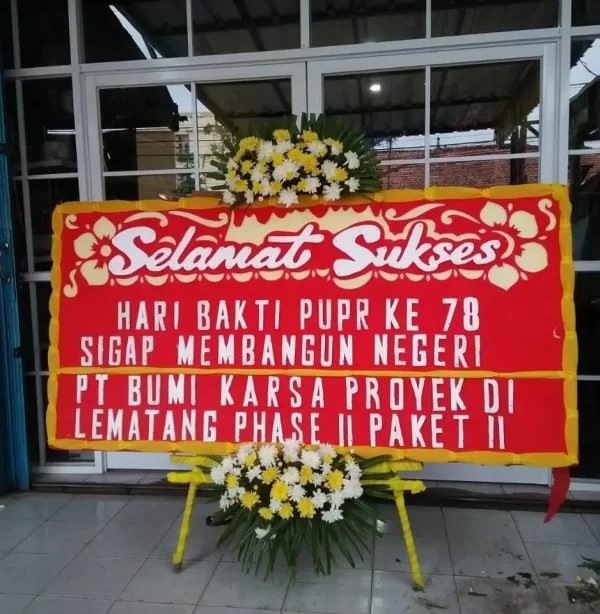 Selamat Sukses
HARI BAKTI PUPR KE 78
SIGAP MEMBANGUN NEGERI
PT BUMI KARSA PROYEK DI
LEMATANG PHASE II PAKET II